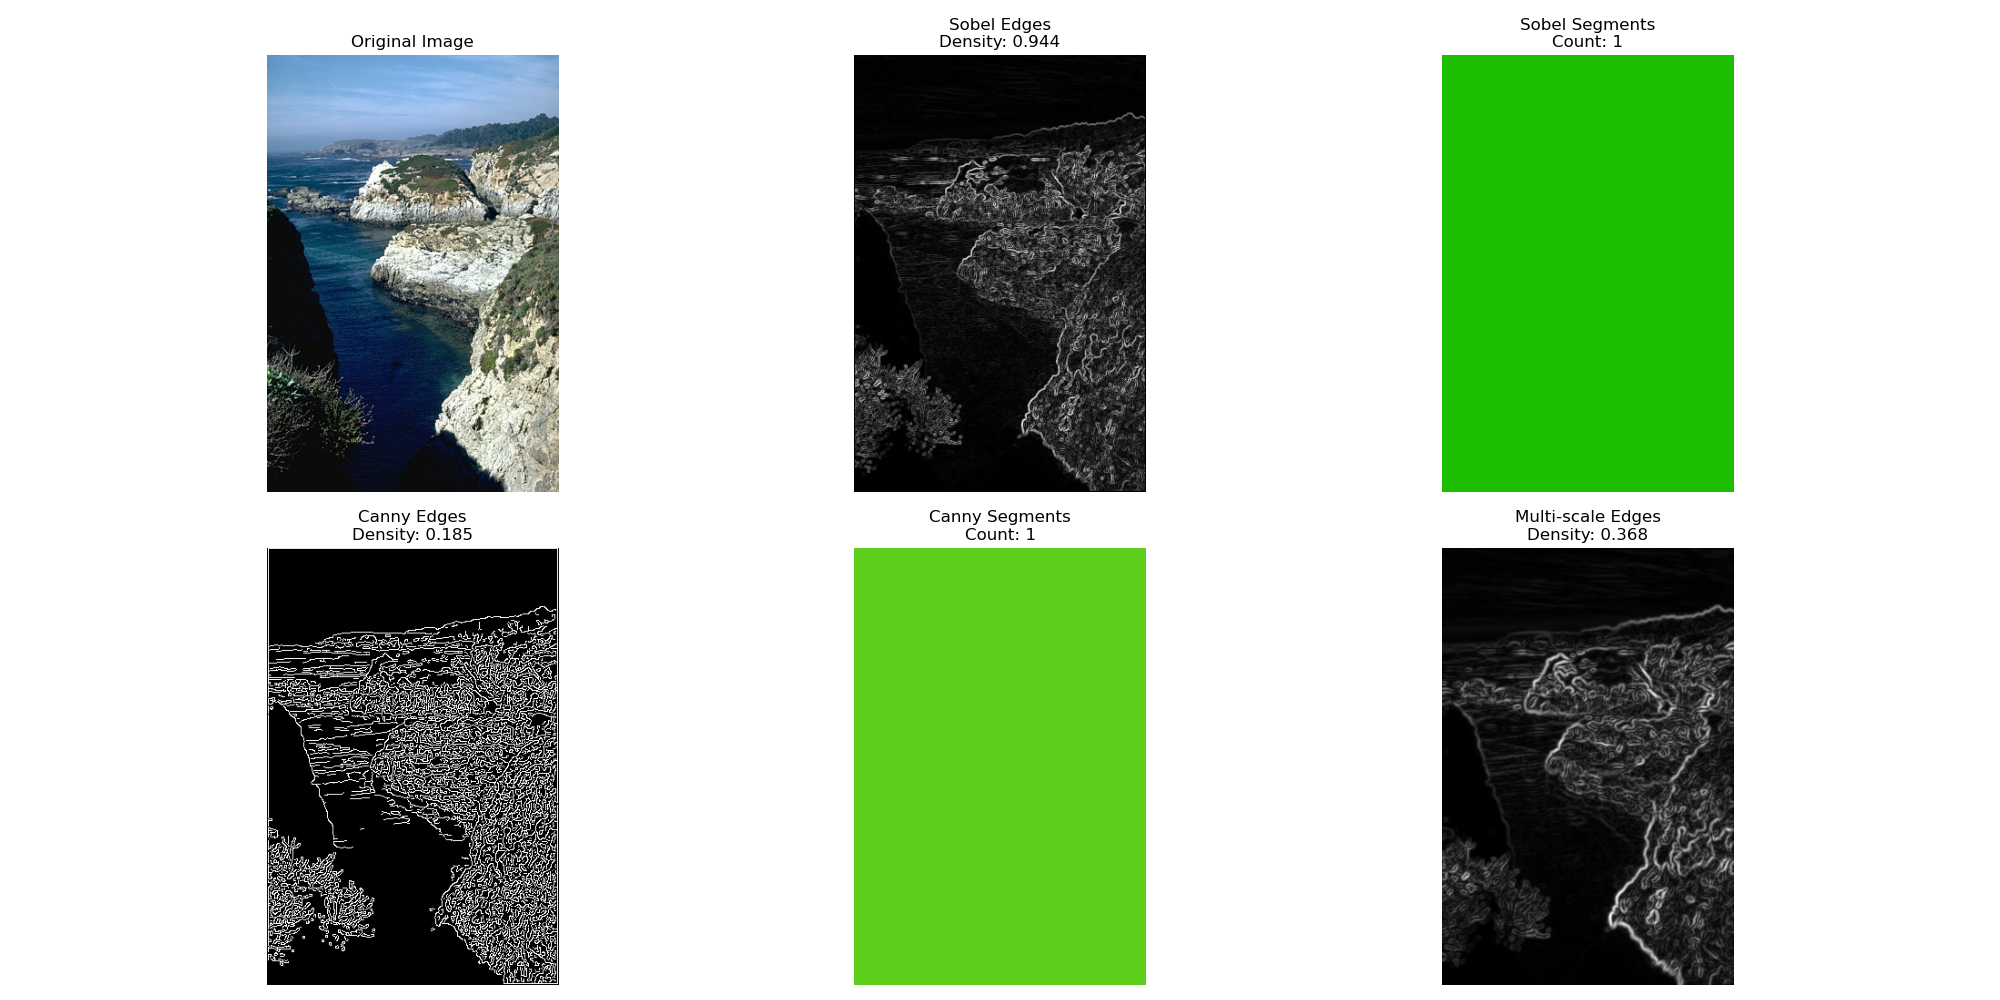 Original Image
Sobel Edges
Density: 0.944
Sobel Segments
Count: 1
Canny Edges
Density: 0.185
Canny Segments
Count: 1
Multi-scale Edges
Density: 0.368